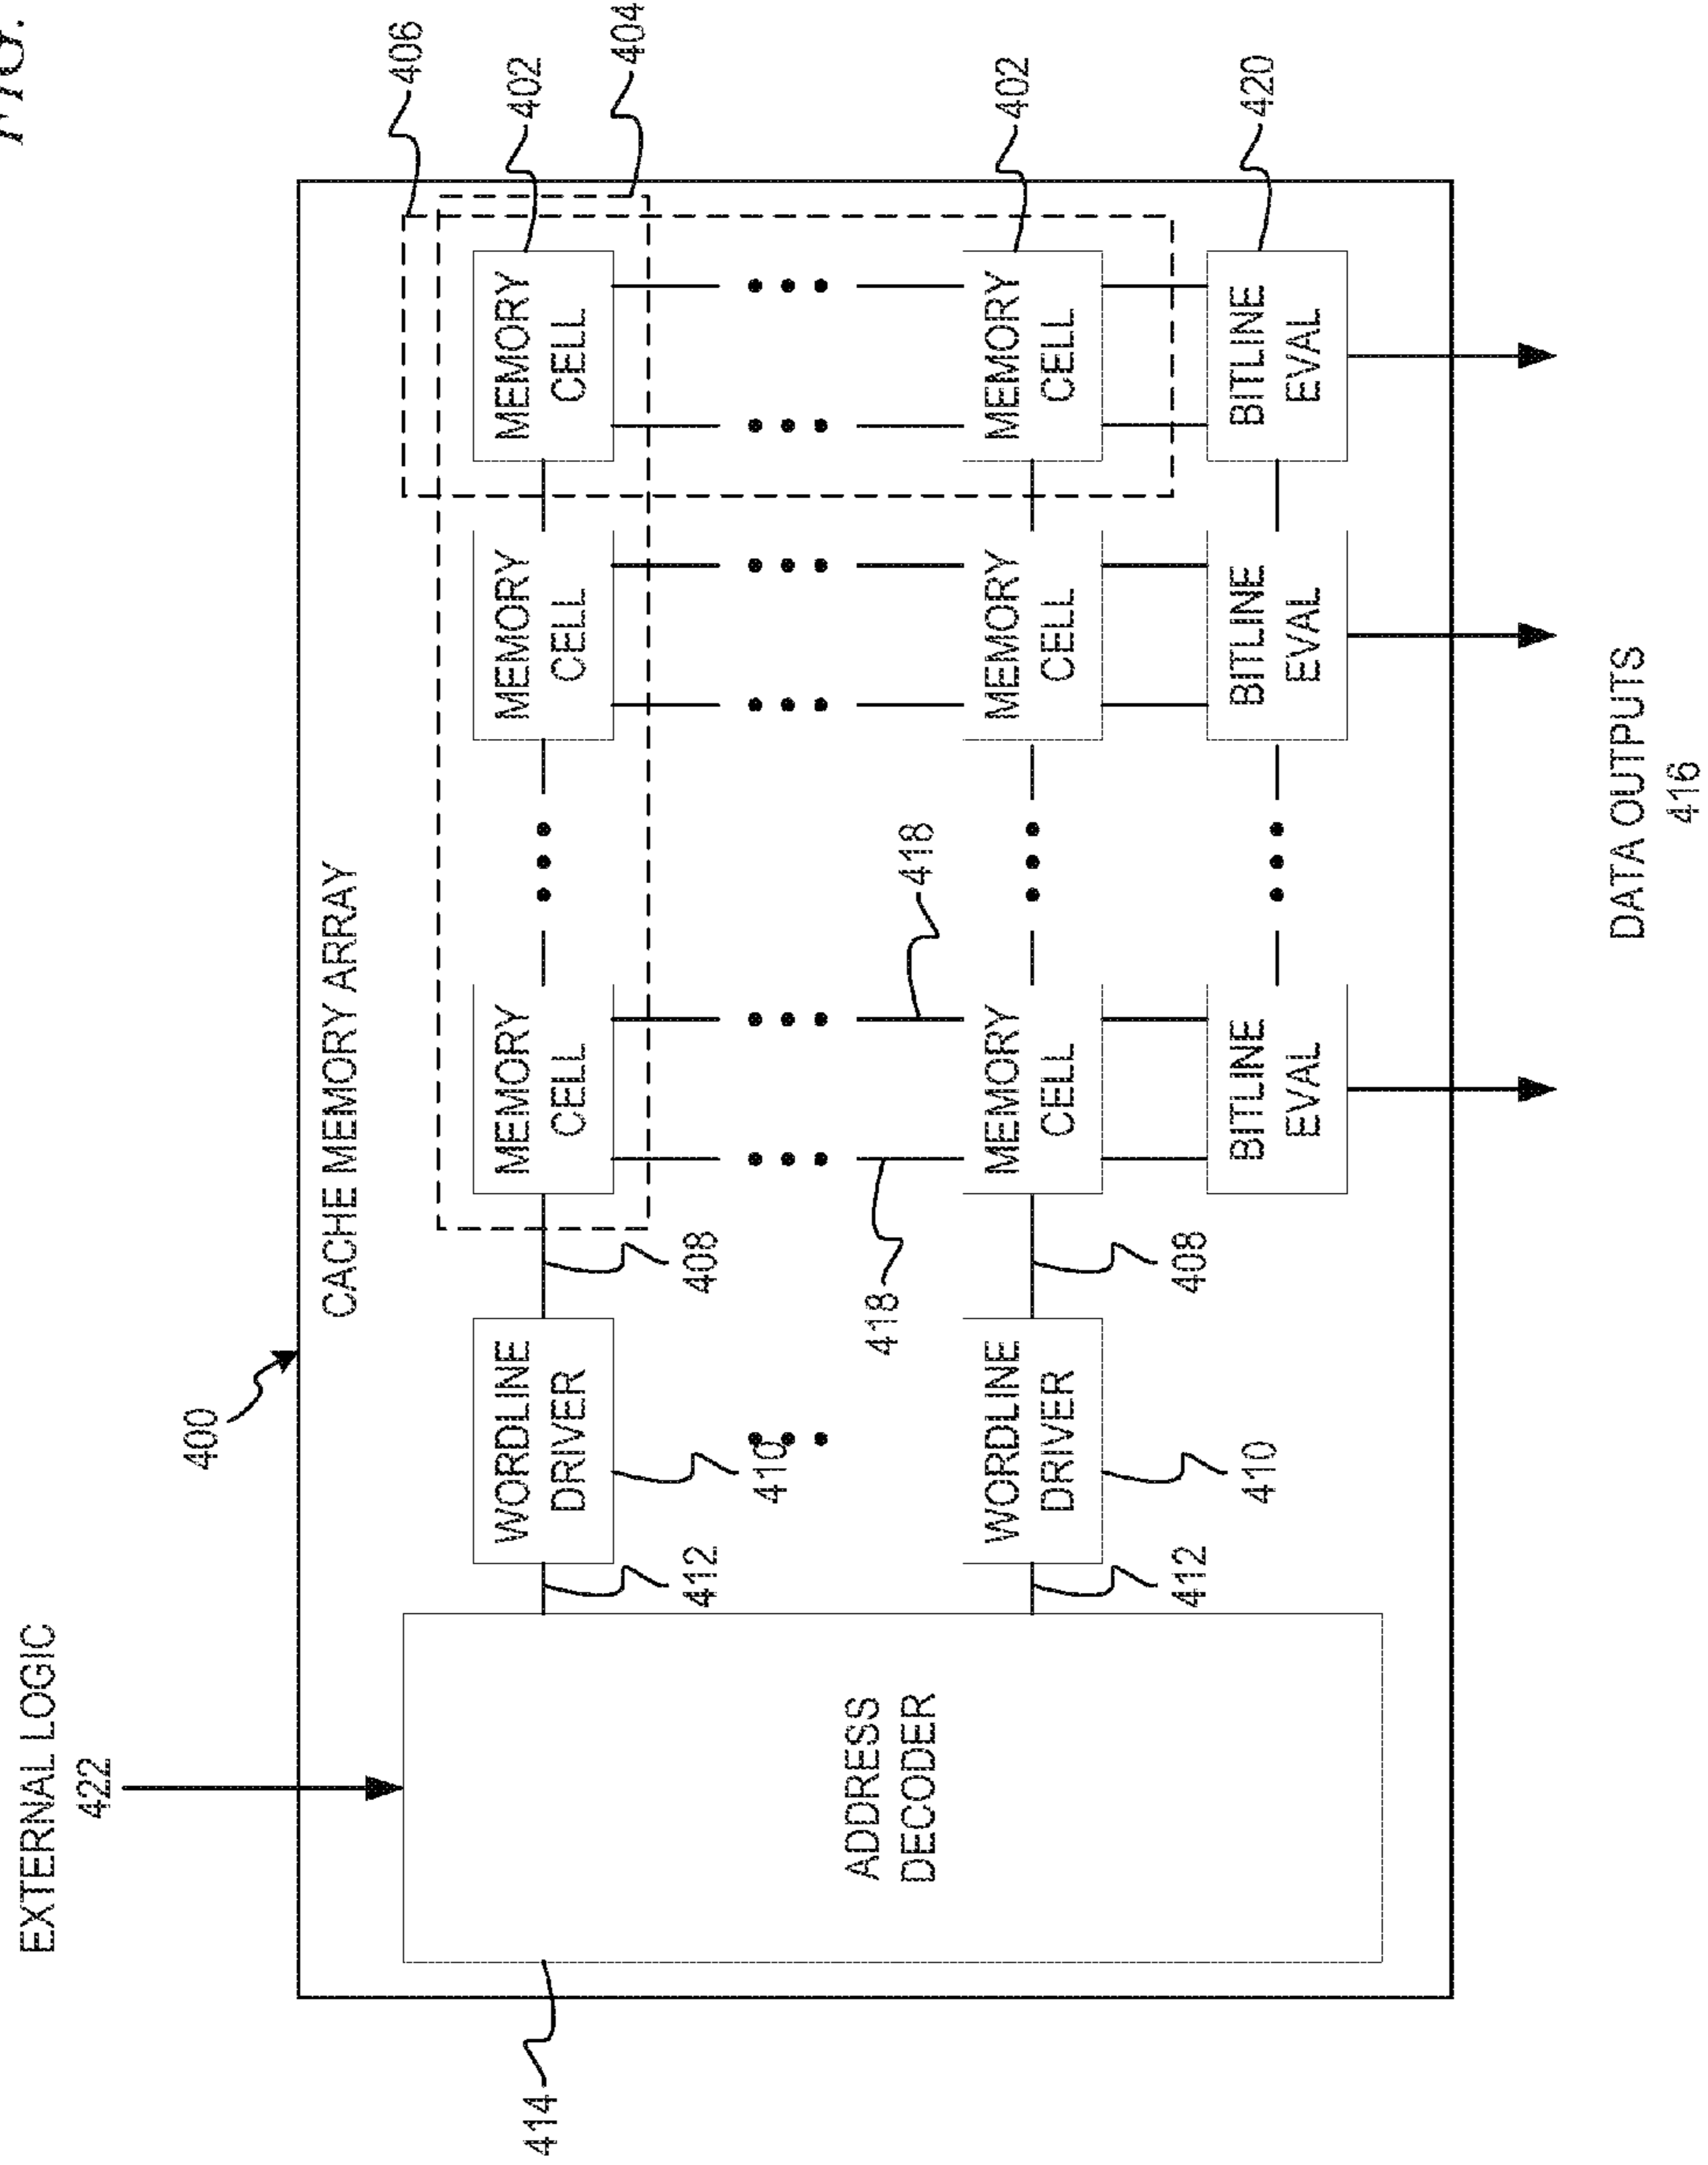 FIG.
EXTERNAL LOGIC
422
400
CACHE MEMORY ARRAY
406
404
414
WORDLINE
DRIVER
MEMORY
CELL
MEMORY
CELL
MEMORY
CELL
402
412
410
408
ADDRESS
DECODER
418
418
WORDLINE
DRIVER
MEMORY
CELL
MEMORY
CELL
MEMORY
CELL
402
412
410
408
BITLINE
EVAL
BITLINE
EVAL
BITLINE
EVAL
420
DATA OUTPUTS
416